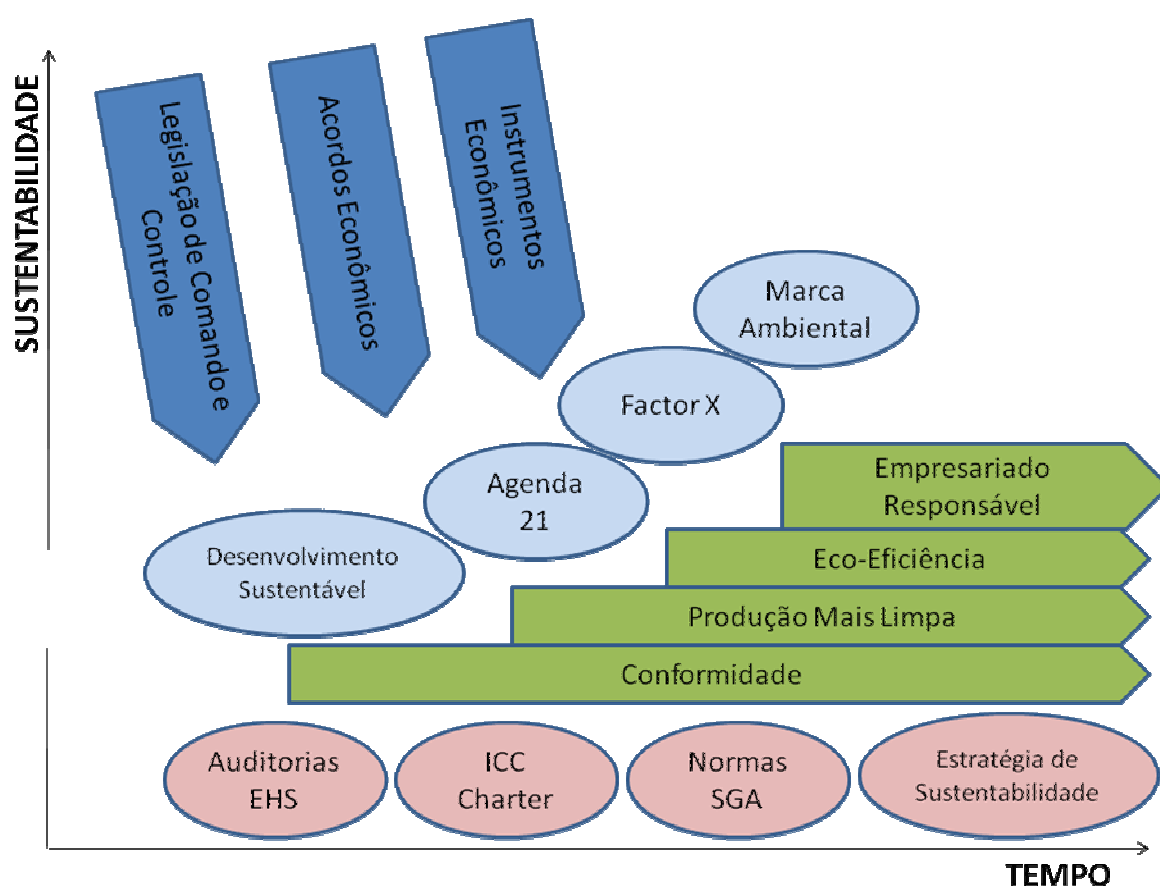 SUSTENTABILIDADE
Legislação de Comando e
Controle
Acordos Econômicos
Instrumentos
Econômicos
Marca
Ambiental
Factor X
Agenda
21
Desenvolvimento
Sustentável
Empresariado
Responsável
Eco-Eficiência
Produção Mais Limpa
Conformidade
Auditorias
EHS
ICC
Charter
Normas
SGA
Estratégia de
Sustentabilidade
TEMPO